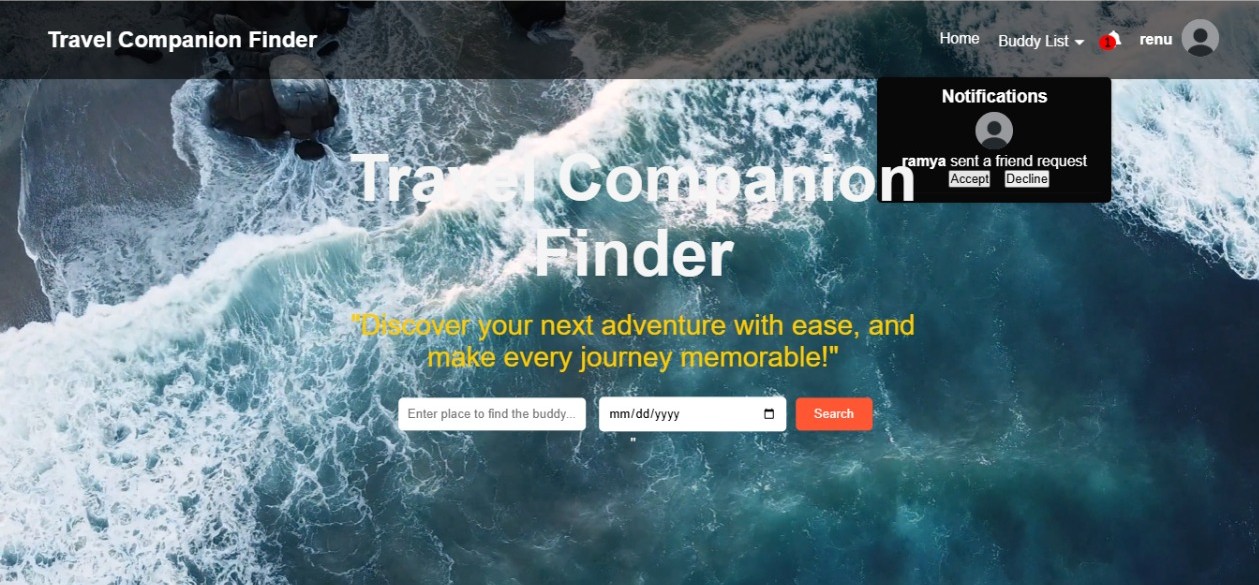 Travel Companion Finder
Home
Buddy List
1
renu
Notifications
ramya sent a friend request
Accept
Decline
Travel Companion
Finder
"Discover your next adventure with ease, and
make every journey memorable!"
Enter place to find the buddy...
mm/dd/yyyy
Search
"